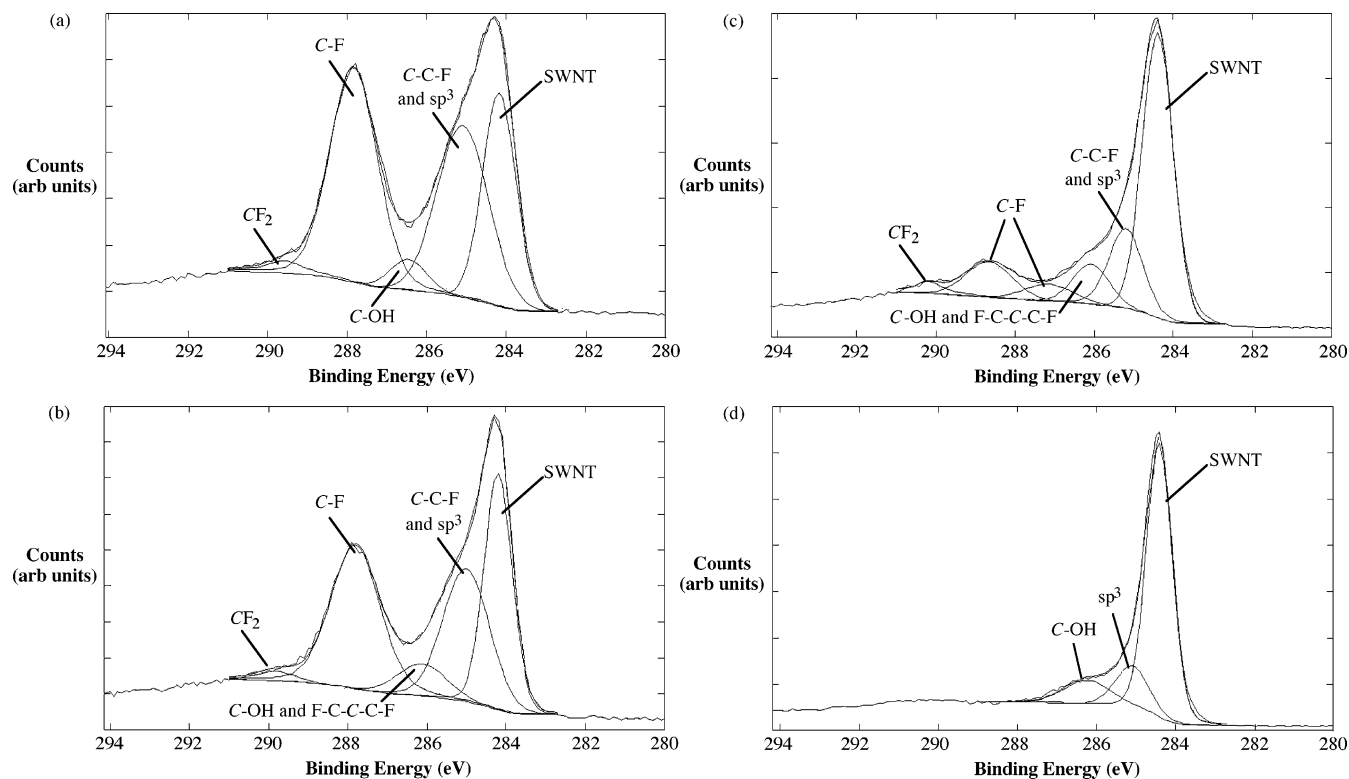 (a)
C-F
C-C-F
and sp³
SWNT
Counts
(arb units)
CF₂
C-OH
294 292 290 288 286 284 282 280
Binding Energy (eV)
(b)
C-F
C-C-F
and sp³
SWNT
Counts
(arb units)
CF₂
C-OH and F-C-C-C-F
294 292 290 288 286 284 282 280
Binding Energy (eV)
(c)
SWNT
Counts
(arb units)
C-C-F
and sp³
C-F
CF₂
C-OH and F-C-C-C-F
294 292 290 288 286 284 282 280
Binding Energy (eV)
(d)
SWNT
Counts
(arb units)
sp³
C-OH
294 292 290 288 286 284 282 280
Binding Energy (eV)